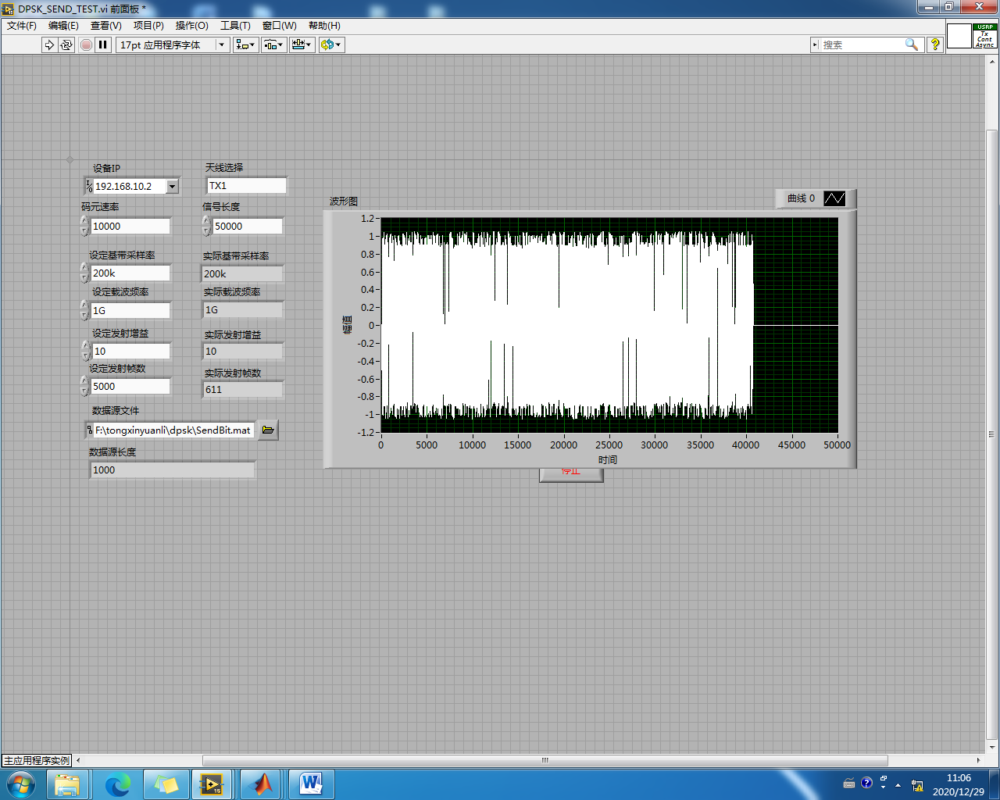 DPSK_SEND_TEST.vi 前面板 *
文件(F) 编辑(E) 查看(V) 项目(P) 操作(O) 工具(T) 窗口(W) 帮助(H)
17pt 应用程序字体
搜索
USRP
Tx
Cont
Async
设备IP
天线选择
192.168.10.2
TX1
码元速率
信号长度
10000
50000
设定基带采样率
实际基带采样率
200k
200k
设定载波频率
实际载波频率
1G
1G
设定发射增益
实际发射增益
10
10
设定发射帧数
实际发射帧数
5000
611
数据源文件
F:\tongxinyuanli\dpsk\SendBit.mat
数据源长度
1000
波形图
曲线 0
1.2
1
0.8
0.6
0.4
0.2
0
-0.2
-0.4
-0.6
-0.8
-1
-1.2
幅值
0 5000 10000 15000 20000 25000 30000 35000 40000 45000 50000
时间
停止
主应用程序实例
15
11:06
2020/12/29